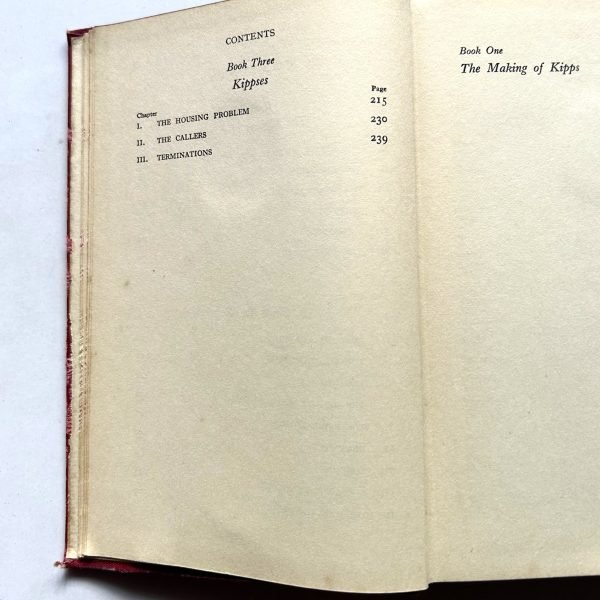 CONTENTS
Book Three
Kippses
Chapter Page
I. THE HOUSING PROBLEM 215
II. THE CALLERS 230
III. TERMINATIONS 239
Book One
The Making of Kipps